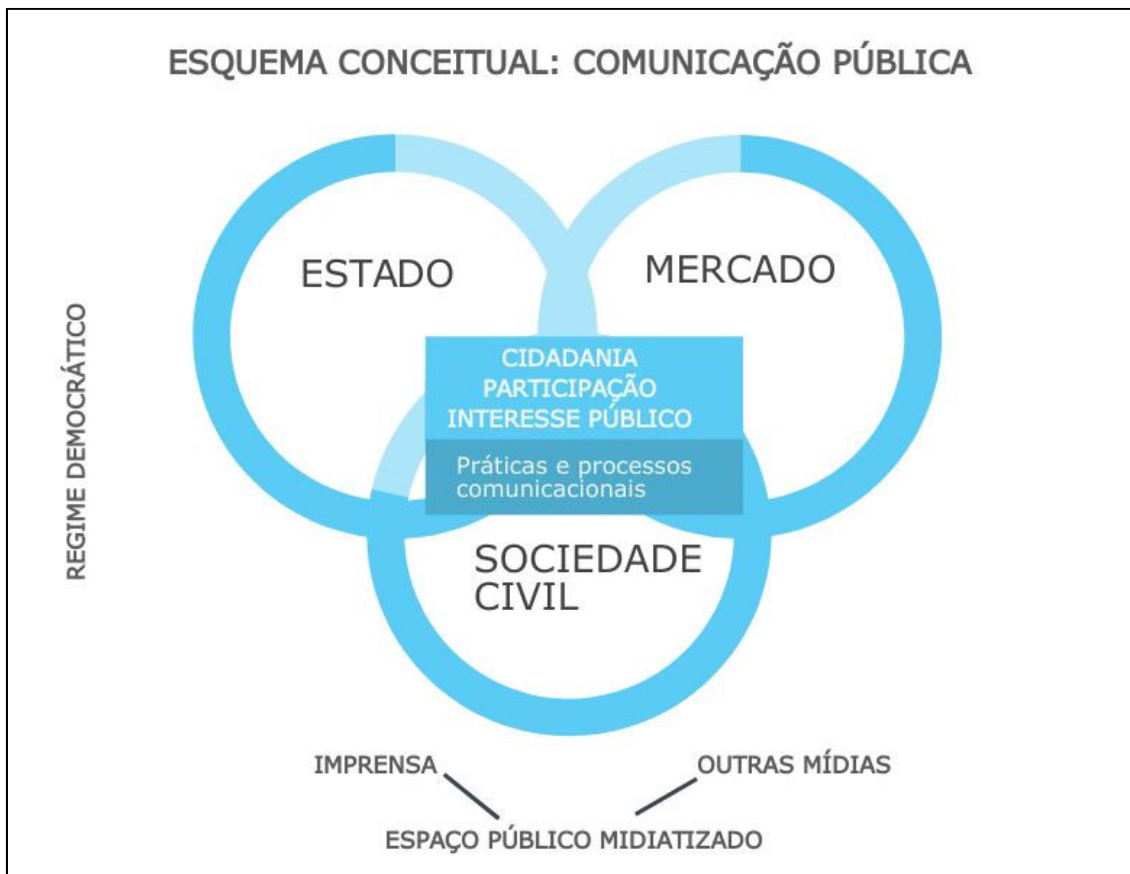 ESQUEMA CONCEITUAL: COMUNICAÇÃO PÚBLICA
ESTADO
MERCADO
REGIME DEMOCRÁTICO
CIDADANIA
PARTICIPAÇÃO
INTERESSE PÚBLICO
Práticas e processos
comunicacionais
SOCIEDADE
CIVIL
IMPRENSA
OUTRAS MÍDIAS
ESPAÇO PÚBLICO MIDIATIZADO